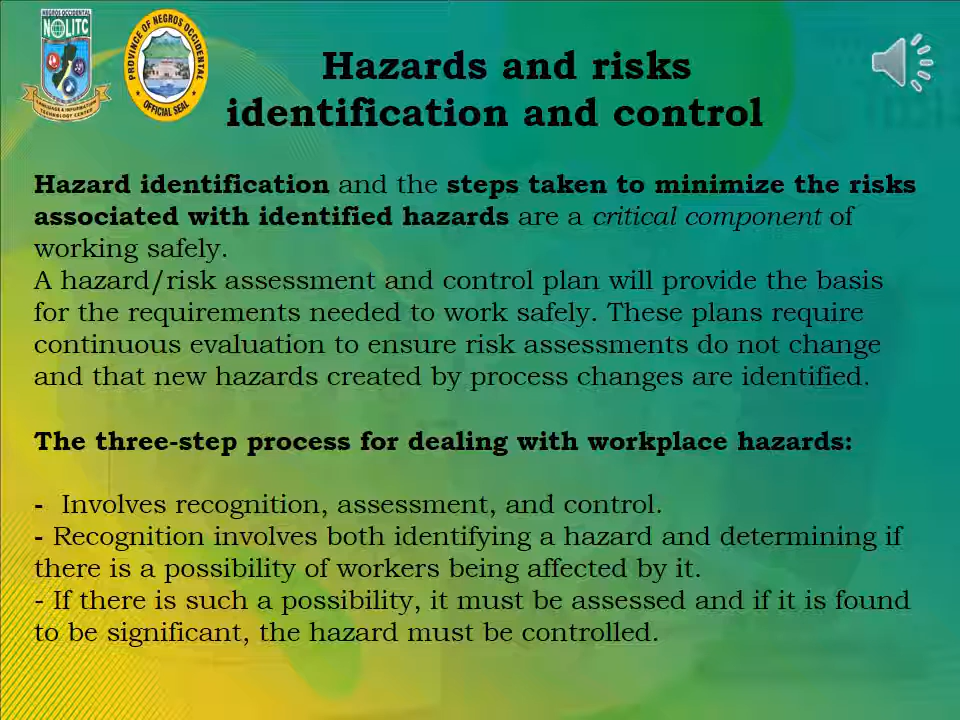 NEGROS OCCIDENTAL
NOLITC
LANGUAGE & INFORMATION
TECHNOLOGY CENTER
PROVINCE OF NEGROS OCCIDENTAL
OFFICIAL SEAL
Hazards and risks
identification and control
Hazard identification and the steps taken to minimize the risks
associated with identified hazards are a critical component of
working safely.
A hazard/risk assessment and control plan will provide the basis
for the requirements needed to work safely. These plans require
continuous evaluation to ensure risk assessments do not change
and that new hazards created by process changes are identified.
The three-step process for dealing with workplace hazards:
- Involves recognition, assessment, and control.
- Recognition involves both identifying a hazard and determining if
there is a possibility of workers being affected by it.
- If there is such a possibility, it must be assessed and if it is found
to be significant, the hazard must be controlled.